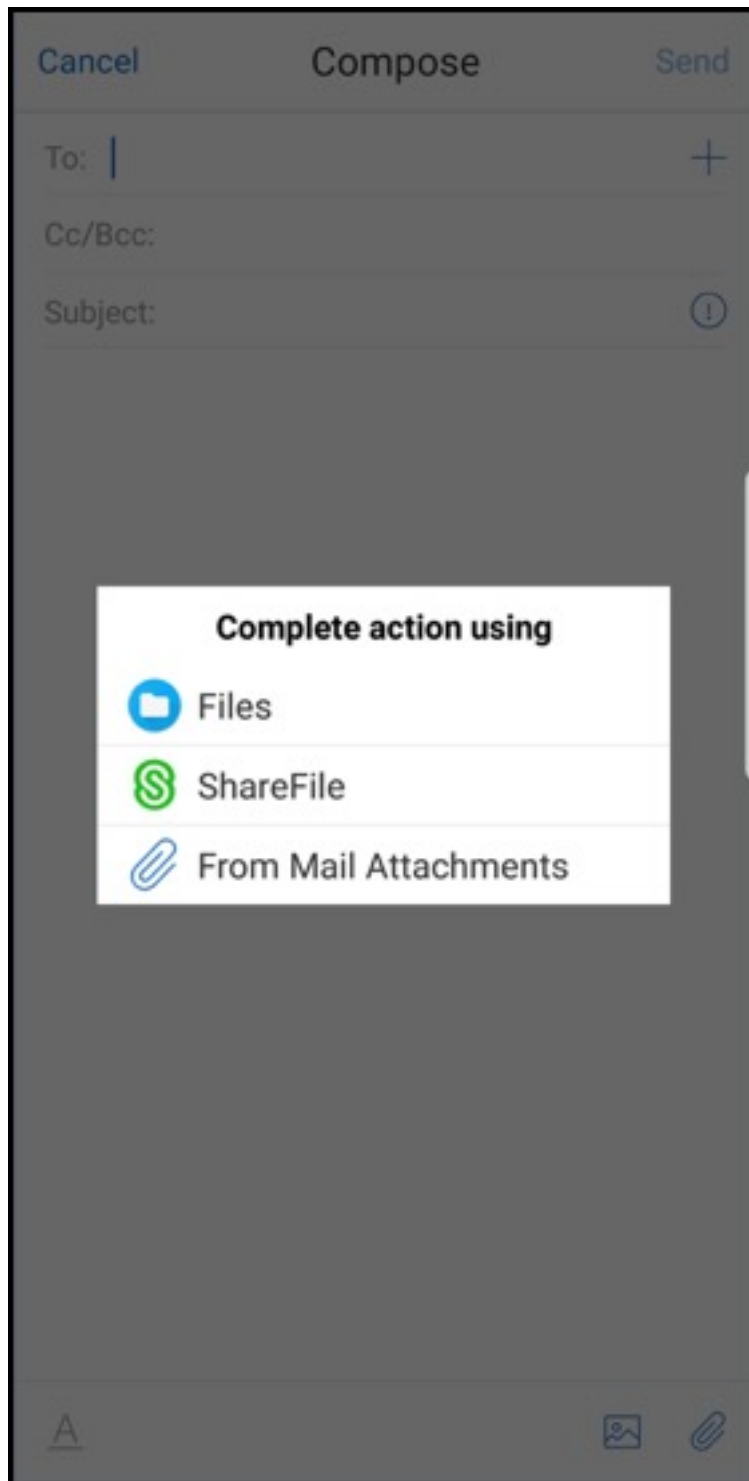 Cancel Compose Send
To:
Cc/Bcc:
Subject:
Complete action using
Files
ShareFile
From Mail Attachments
A